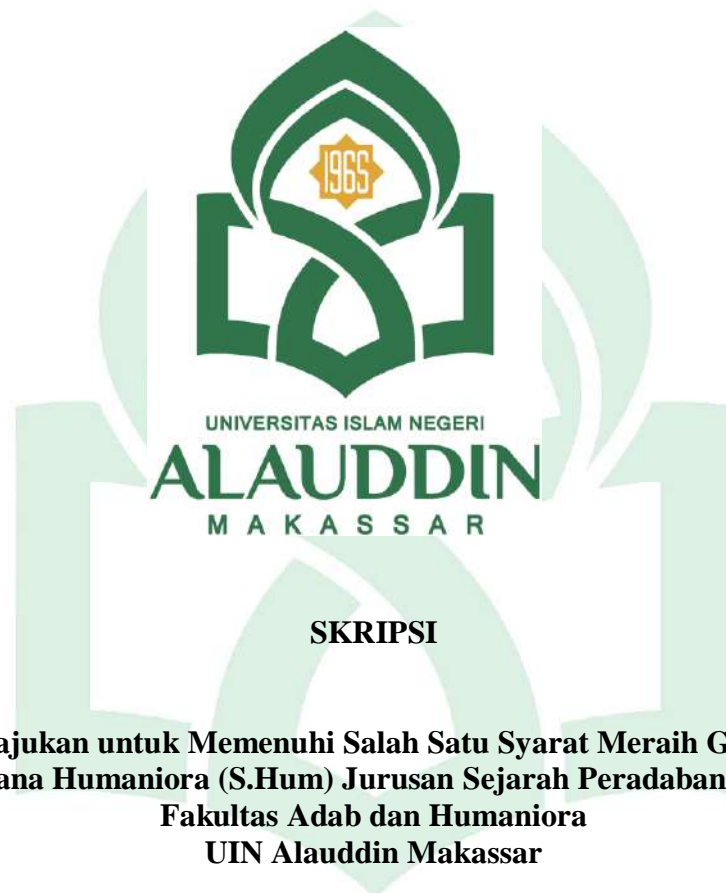 1965
UNIVERSITAS ISLAM NEGERI
ALAUDDIN
MAKASSAR
SKRIPSI
ajukan untuk Memenuhi Salah Satu Syarat Meraih G
ana Humaniora (S.Hum) Jurusan Sejarah Peradaban
Fakultas Adab dan Humaniora
UIN Alauddin Makassar